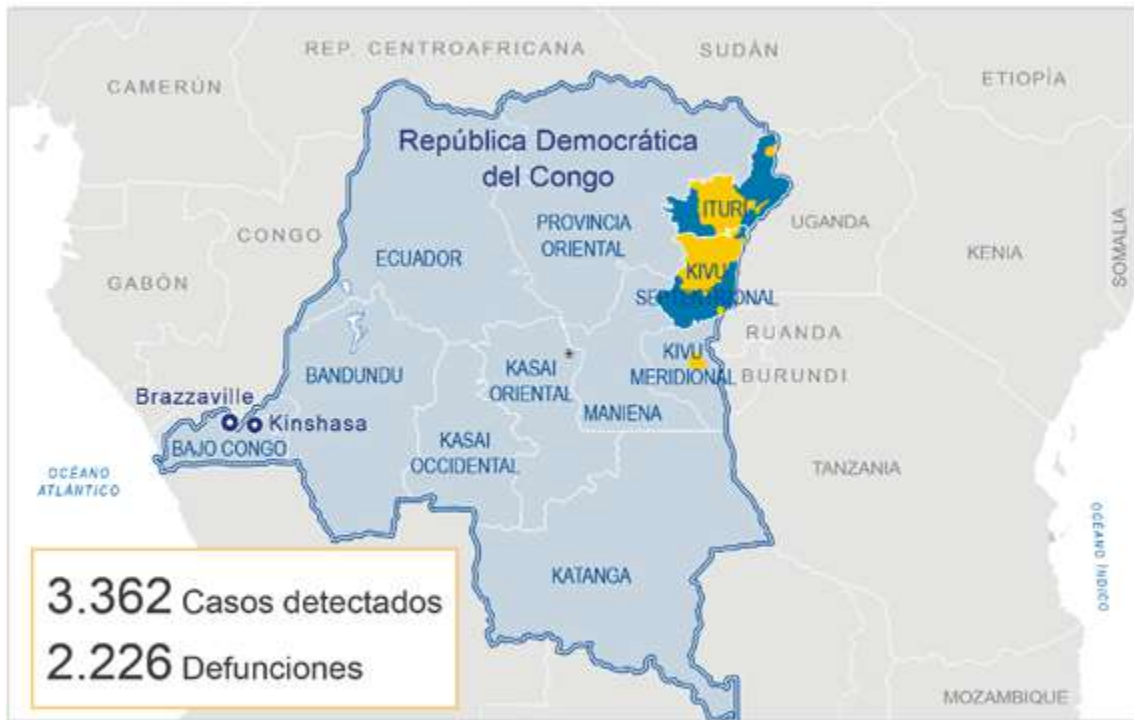 REP. CENTROAFRICANA
SUDÁN
CAMERÚN
ETIOPÍA
República Democrática
del Congo
ITURI
PROVINCIA
ORIENTAL
UGANDA
CONGO
KENIA
SOMALIA
ECUADOR
GABÓN
KIVU
SEPTENTRIONAL
RUANDA
KIVU
MERIDIONAL
BURUNDI
KASAI
ORIENTAL
BANDUNDU
MANIENA
Brazzaville
Kinshasa
BAJO CONGO
KASAI
OCCIDENTAL
TANZANIA
OCÉANO
ATLÁNTICO
OCÉANO ÍNDICO
KATANGA
3.362 Casos detectados
2.226 Defunciones
MOZAMBIQUE